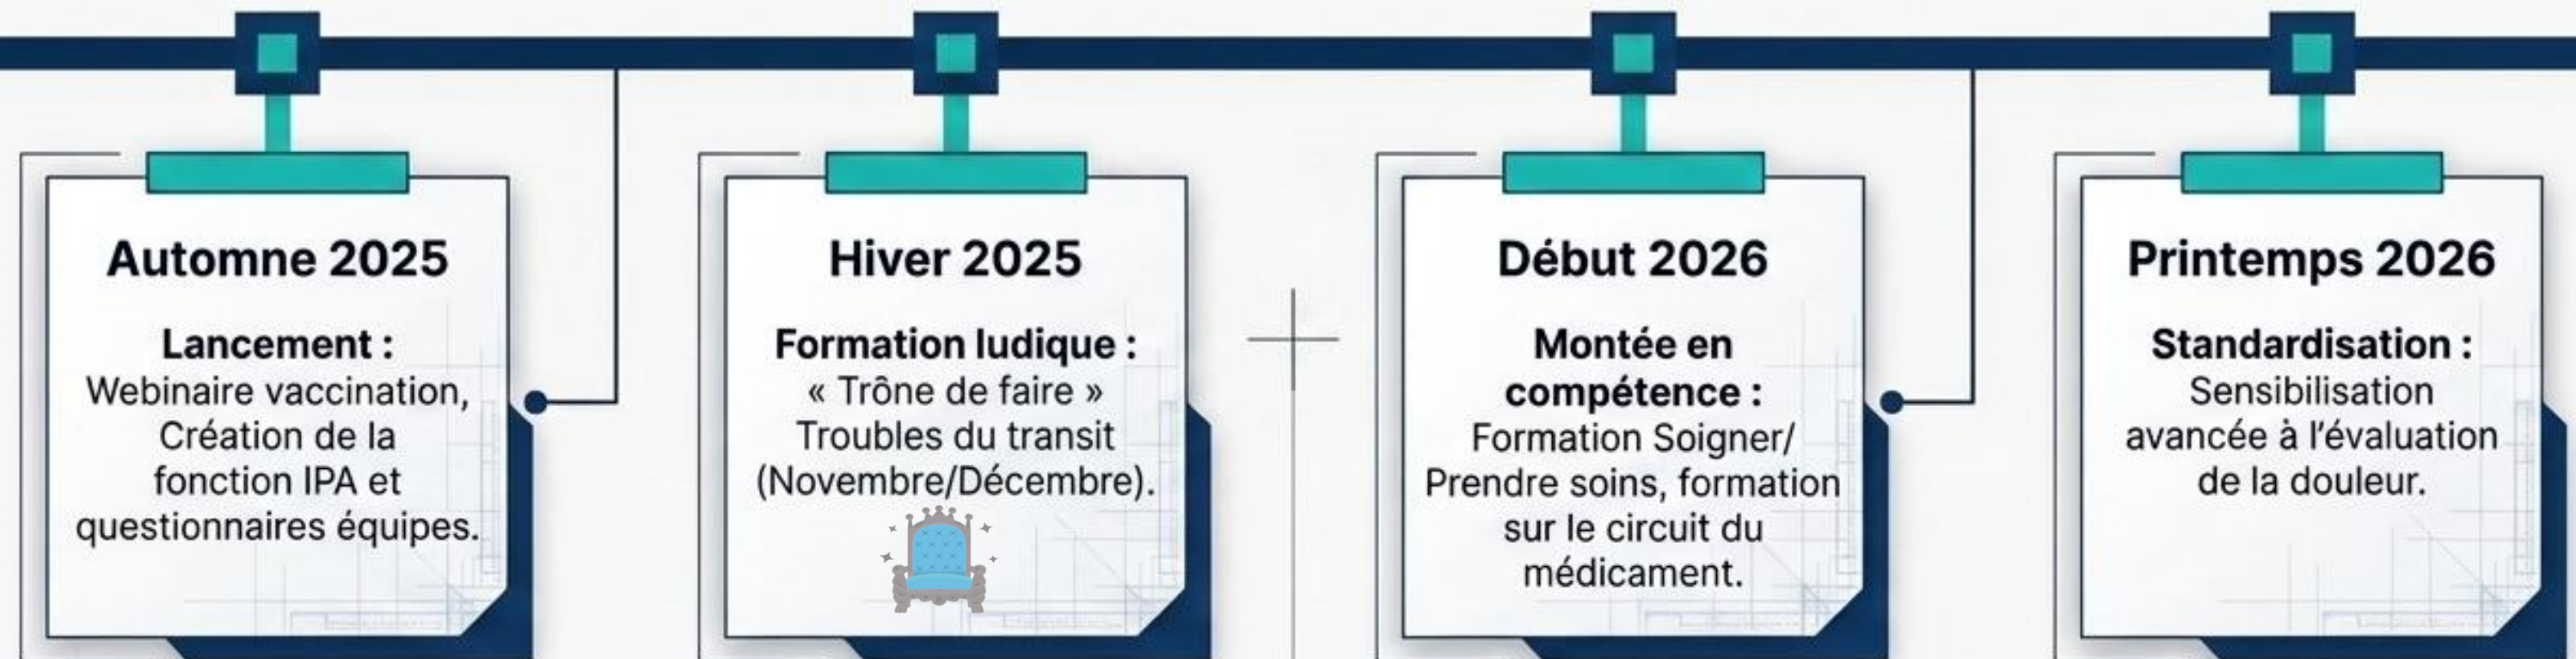 Automne 2025
Lancement :
Webinaire vaccination,
Création de la
fonction IPA et
questionnaires équipes.
Hiver 2025
Formation ludique :
« Trône de faire »
Troubles du transit
(Novembre/Décembre).
Début 2026
Montée en
compétence :
Formation Soigner/
Prendre soins, formation
sur le circuit du
médicament.
Printemps 2026
Standardisation :
Sensibilisation
avancée à l’évaluation
de la douleur.